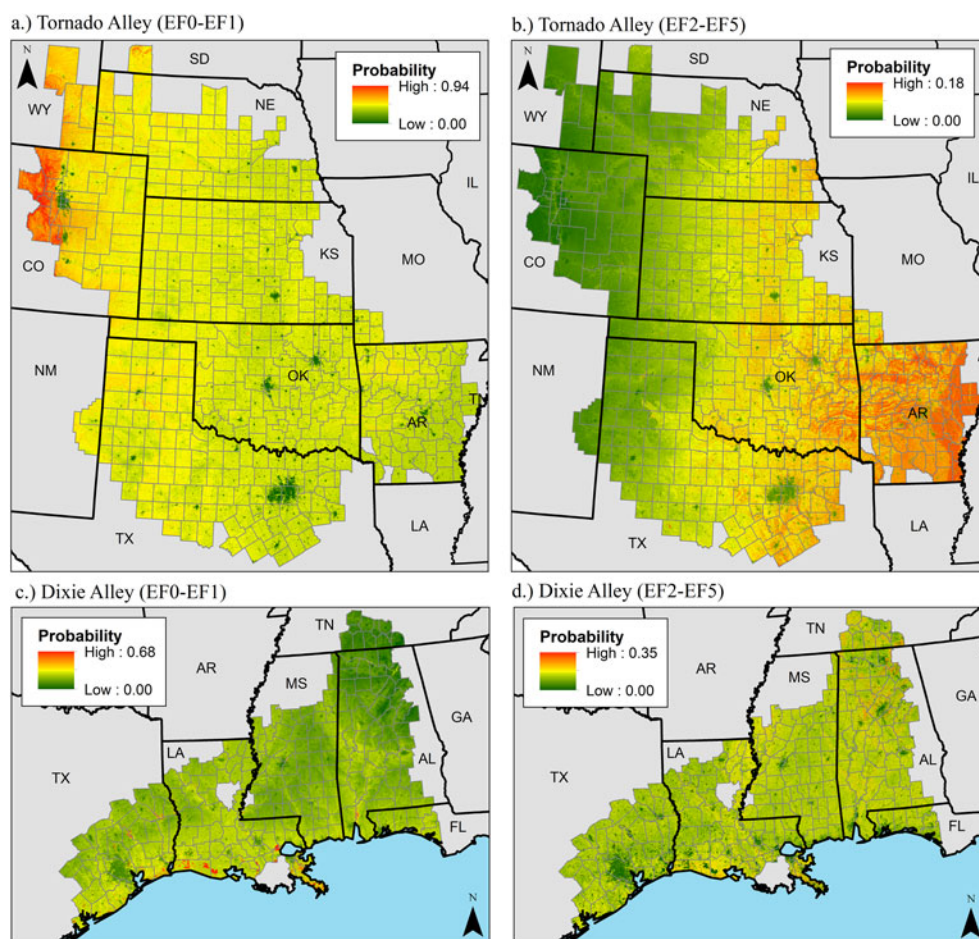 a.) Tornado Alley (EF0-EF1)
N
SD
Probability
High : 0.94
Low : 0.00
WY
NE
IL
CO
KS
MO
NM
OK
AR
TX
LA
b.) Tornado Alley (EF2-EF5)
N
SD
Probability
High : 0.18
Low : 0.00
WY
NE
IL
CO
KS
MO
NM
OK
AR
TX
LA
c.) Dixie Alley (EF0-EF1)
Probability
High : 0.68
Low : 0.00
TN
AR
MS
GA
LA
AL
TX
FL
N
d.) Dixie Alley (EF2-EF5)
Probability
High : 0.35
Low : 0.00
TN
AR
MS
GA
LA
AL
TX
FL
N